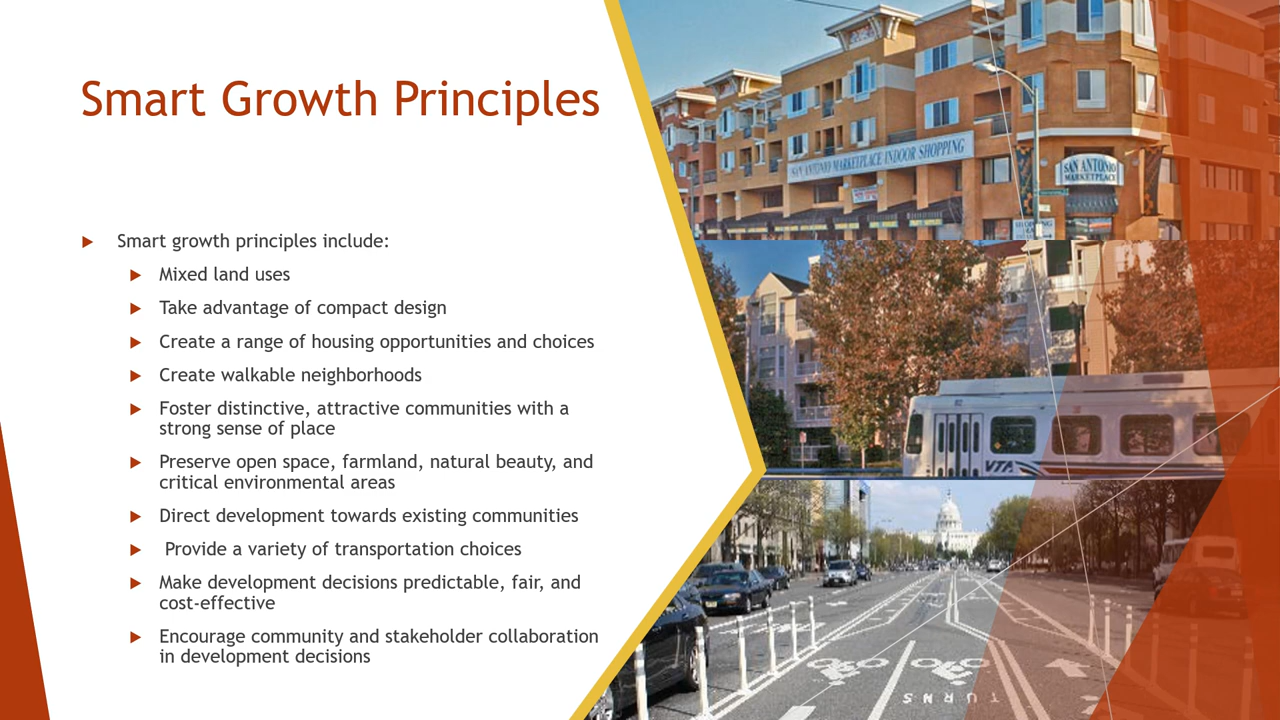 Smart Growth Principles
Smart growth principles include:
Mixed land uses
Take advantage of compact design
Create a range of housing opportunities and choices
Create walkable neighborhoods
Foster distinctive, attractive communities with a
strong sense of place
Preserve open space, farmland, natural beauty, and
critical environmental areas
Direct development towards existing communities
Provide a variety of transportation choices
Make development decisions predictable, fair, and
cost-effective
Encourage community and stakeholder collaboration
in development decisions
SAN ANTONIO MARKETPLACE INDOOR SHOPPING
SAN ANTONIO
MARKETPLACE
VTA
TURNS